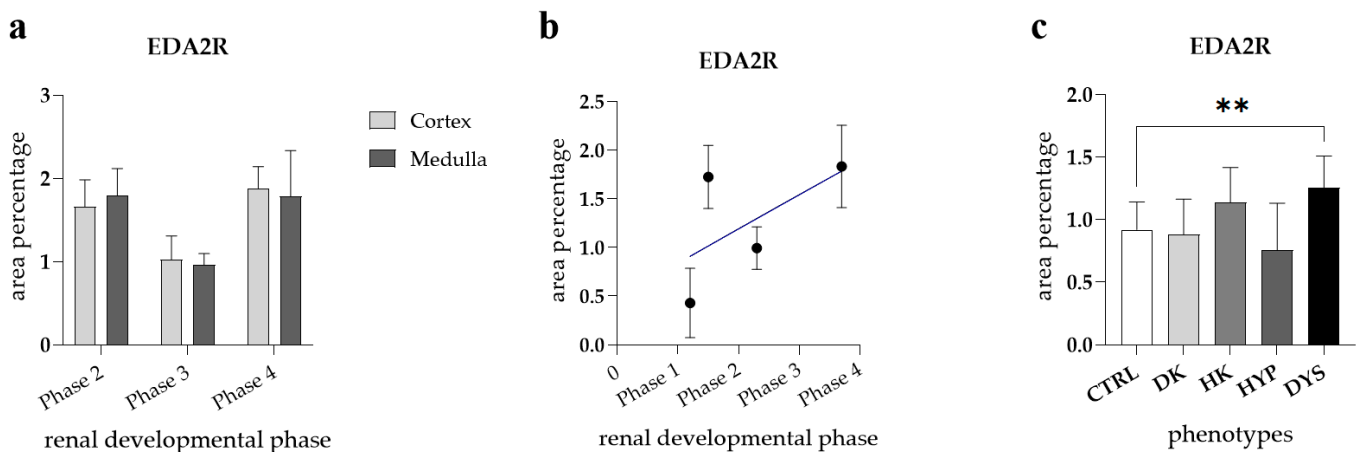 a
EDA2R
area percentage
3
2
1
0
Phase 2
Phase 3
Phase 4
renal developmental phase
Cortex
Medulla
b
EDA2R
area percentage
2.5
2.0
1.5
1.0
0.5
0.0
0
Phase 1
Phase 2
Phase 3
Phase 4
renal developmental phase
c
EDA2R
area percentage
2.0
1.5
1.0
0.5
0.0
**
CTRL
DK
HK
HYP
DYS
phenotypes